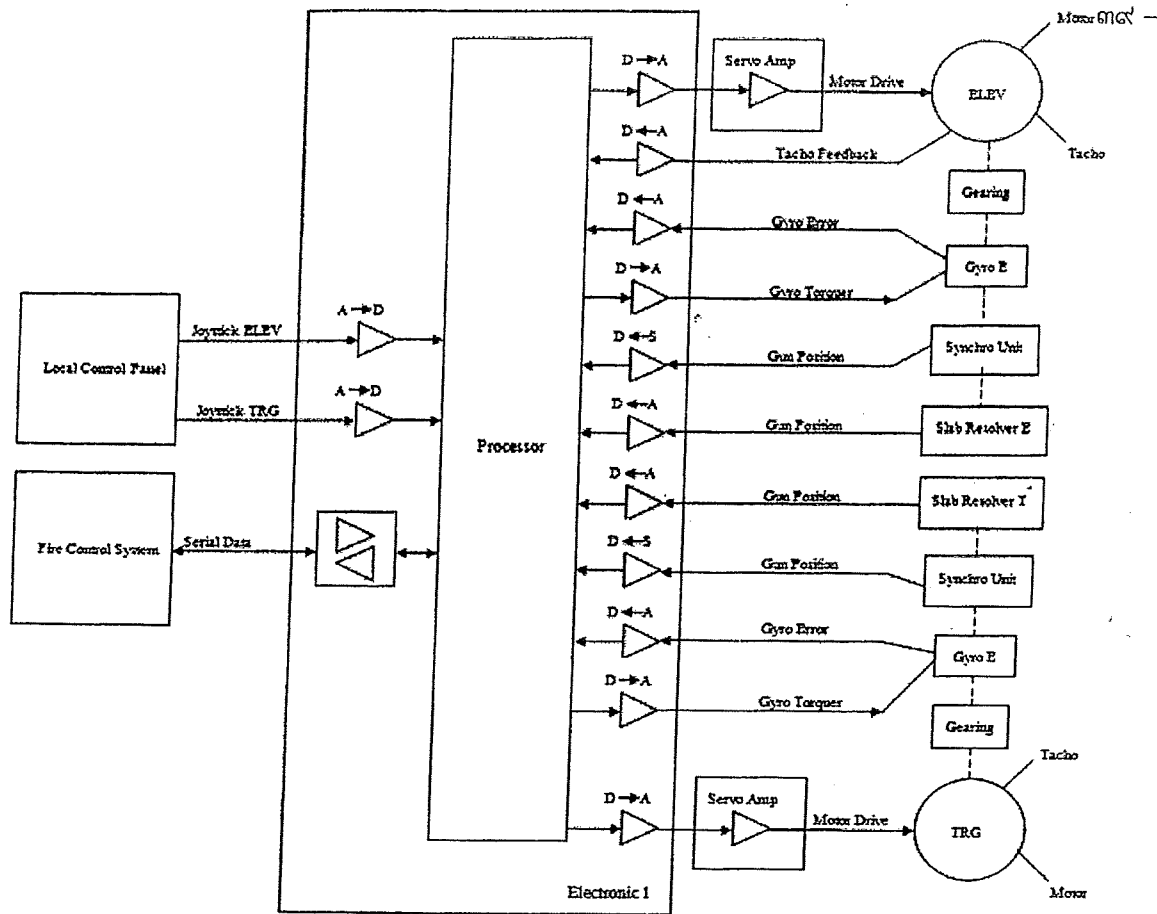 Motor
D→A
Servo Amp
Motor Drive
ELEV
D←A
Tacho Feedback
Tacho
Gearing
D←A
Gyro Error
Gyro E
D→A
Gyro Torquer
A→D
Joystick ELEV
D←S
Gun Position
Synchro Unit
Local Control Panel
A→D
Joystick TRG
D←A
Gun Position
Slab Resolver E
Processor
D←A
Gun Position
Slab Resolver T
Fire Control System
Serial Data
D←S
Gun Position
Synchro Unit
D←A
Gyro Error
Gyro E
D→A
Gyro Torquer
Gearing
Tacho
D→A
Servo Amp
Motor Drive
TRG
Motor
Electronic 1